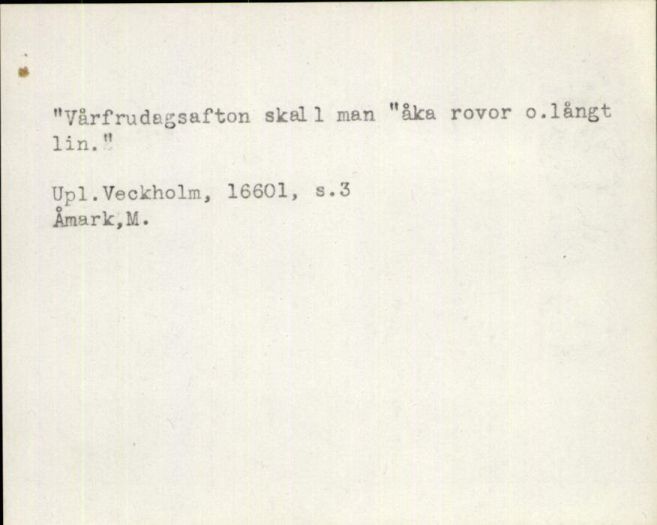 "Vårfrudagsafton skall man "åka rovor o.långt
lin."
Upl.Veckholm, 16601, s.3
Åmark,M.